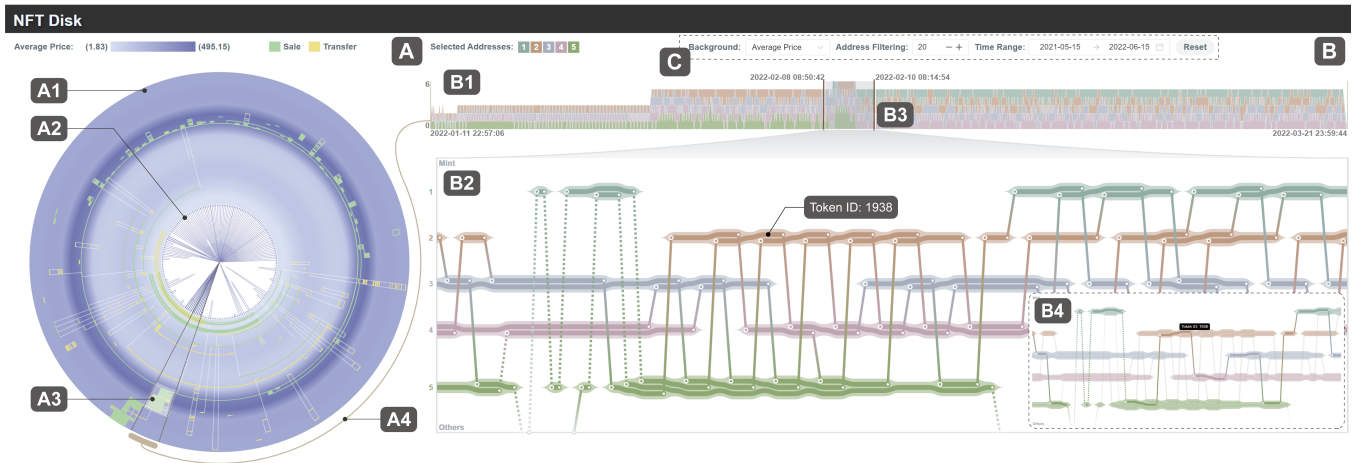 NFT Disk
Average Price: (1.83) (495.15) Sale Transfer
A
Selected Addresses: 1 2 3 4 5
Background: Average Price Address Filtering: 20 − + Time Range: 2021-05-15 → 2022-06-15 Reset
B
C
A1
A2
A3
A4
6
B1
2022-02-08 08:50:42
2022-02-10 08:14:54
B3
0
2022-01-11 22:57:06
2022-03-21 23:59:44
Mint
B2
1
Token ID: 1938
2
3
B4
Token ID: 1938
4
5
Others